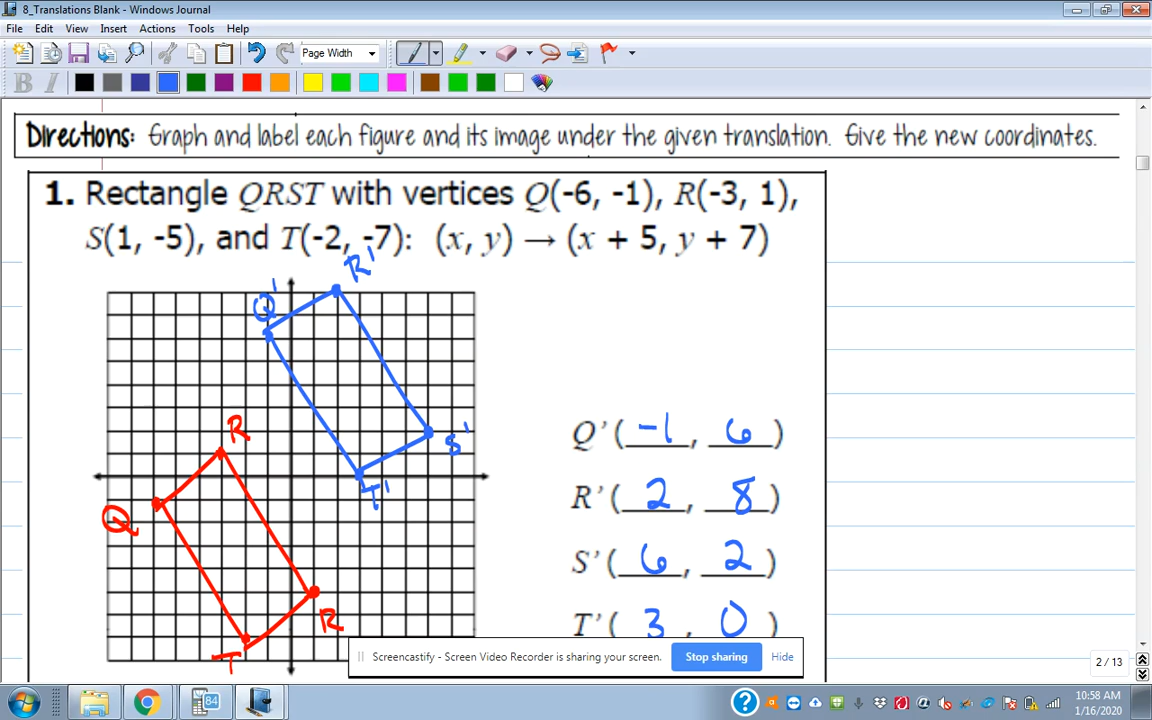 8_Translations Blank - Windows Journal
File Edit View Insert Actions Tools Help
Page Width
B I
Directions: Graph and label each figure and its image under the given translation. Give the new coordinates.
1. Rectangle QRST with vertices Q(-6, -1), R(-3, 1),
S(1, -5), and T(-2, -7): (x, y) → (x + 5, y + 7)
R'
Q'
R
S'
Q' (-1, 6)
T'
R' (2, 8)
Q
S' (6, 2)
R
T' (3, 0)
T
Screencastify - Screen Video Recorder is sharing your screen. Stop sharing Hide
2 / 13
84
10:58 AM
1/16/2020